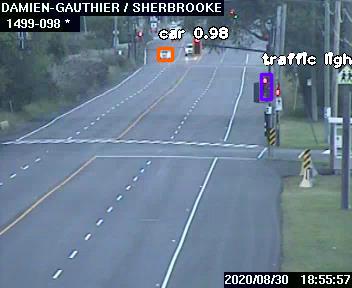 DAMIEN-GAUTHIER / SHERBROOKE
1499-098 *
car 0.98
traffic ligh
2020/08/30 18:55:57